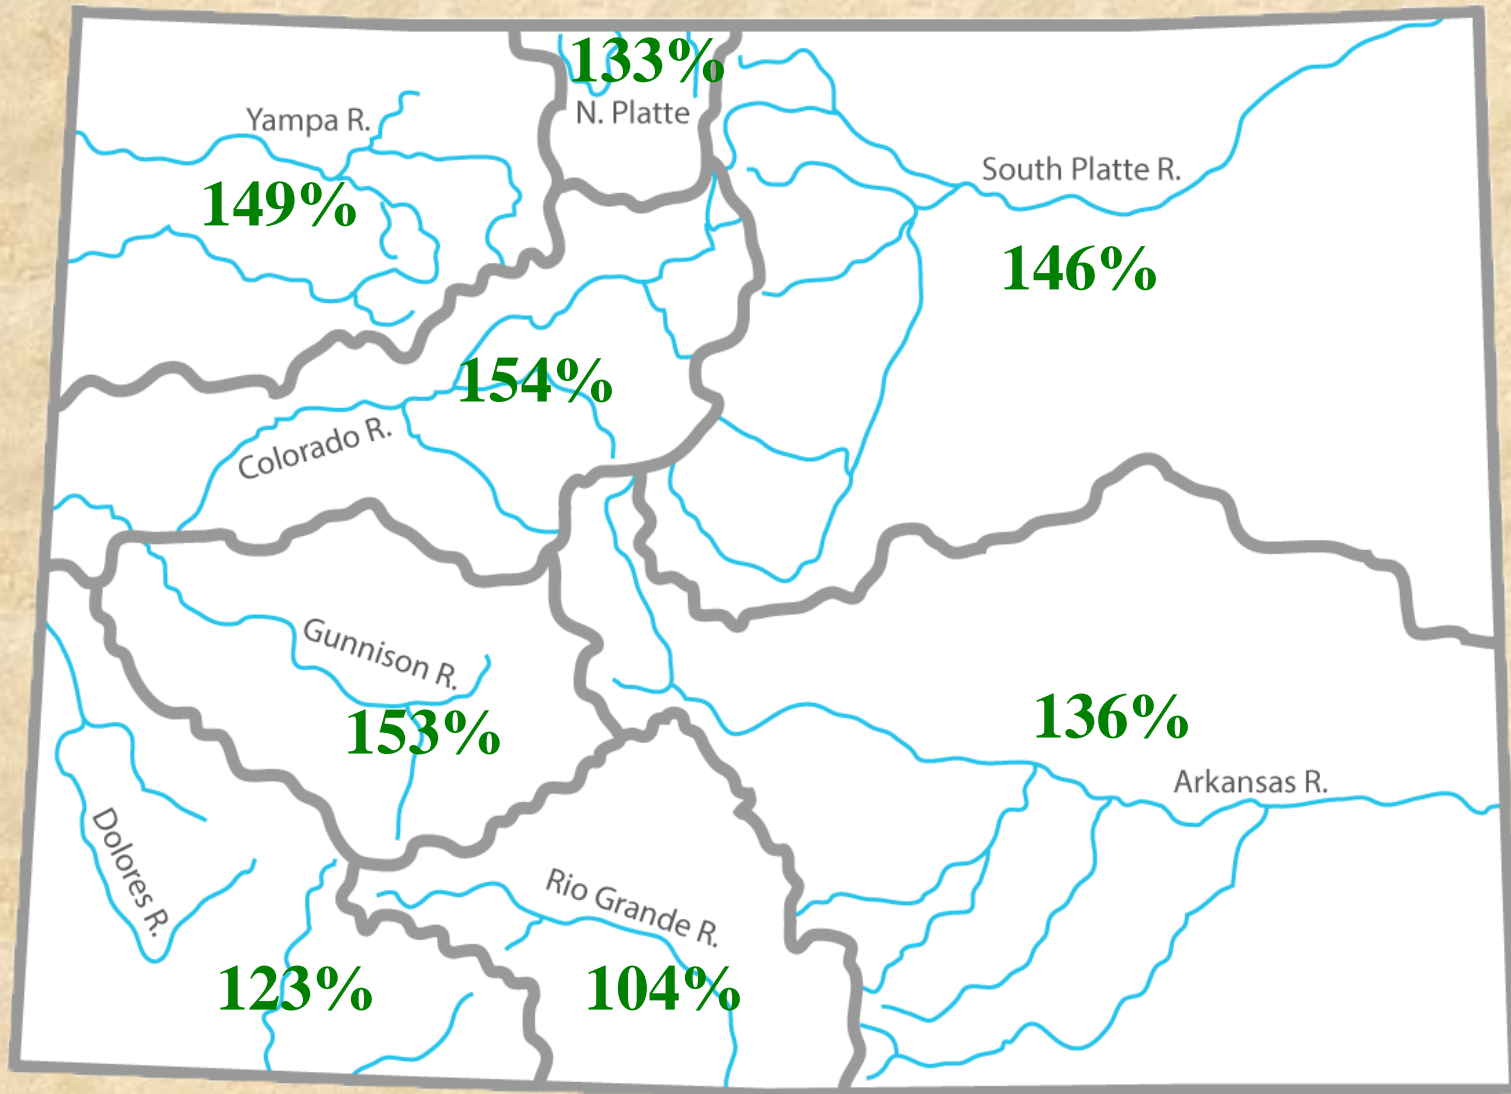 133%
N. Platte
Yampa R.
149%
South Platte R.
146%
154%
Colorado R.
Gunnison R.
153%
136%
Arkansas R.
Dolores R.
123%
Rio Grande R.
104%